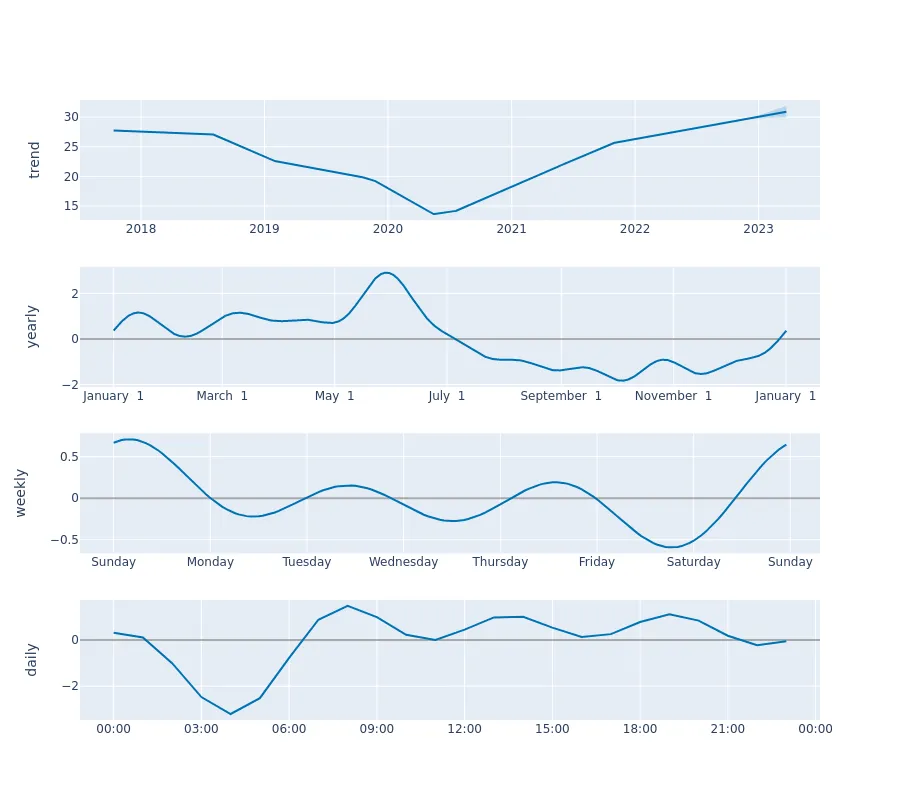 trend
30
25
20
15
2018 2019 2020 2021 2022 2023
yearly
2
0
−2
January 1 March 1 May 1 July 1 September 1 November 1 January 1
weekly
0.5
0
−0.5
Sunday Monday Tuesday Wednesday Thursday Friday Saturday Sunday
daily
0
−2
00:00 03:00 06:00 09:00 12:00 15:00 18:00 21:00 00:00